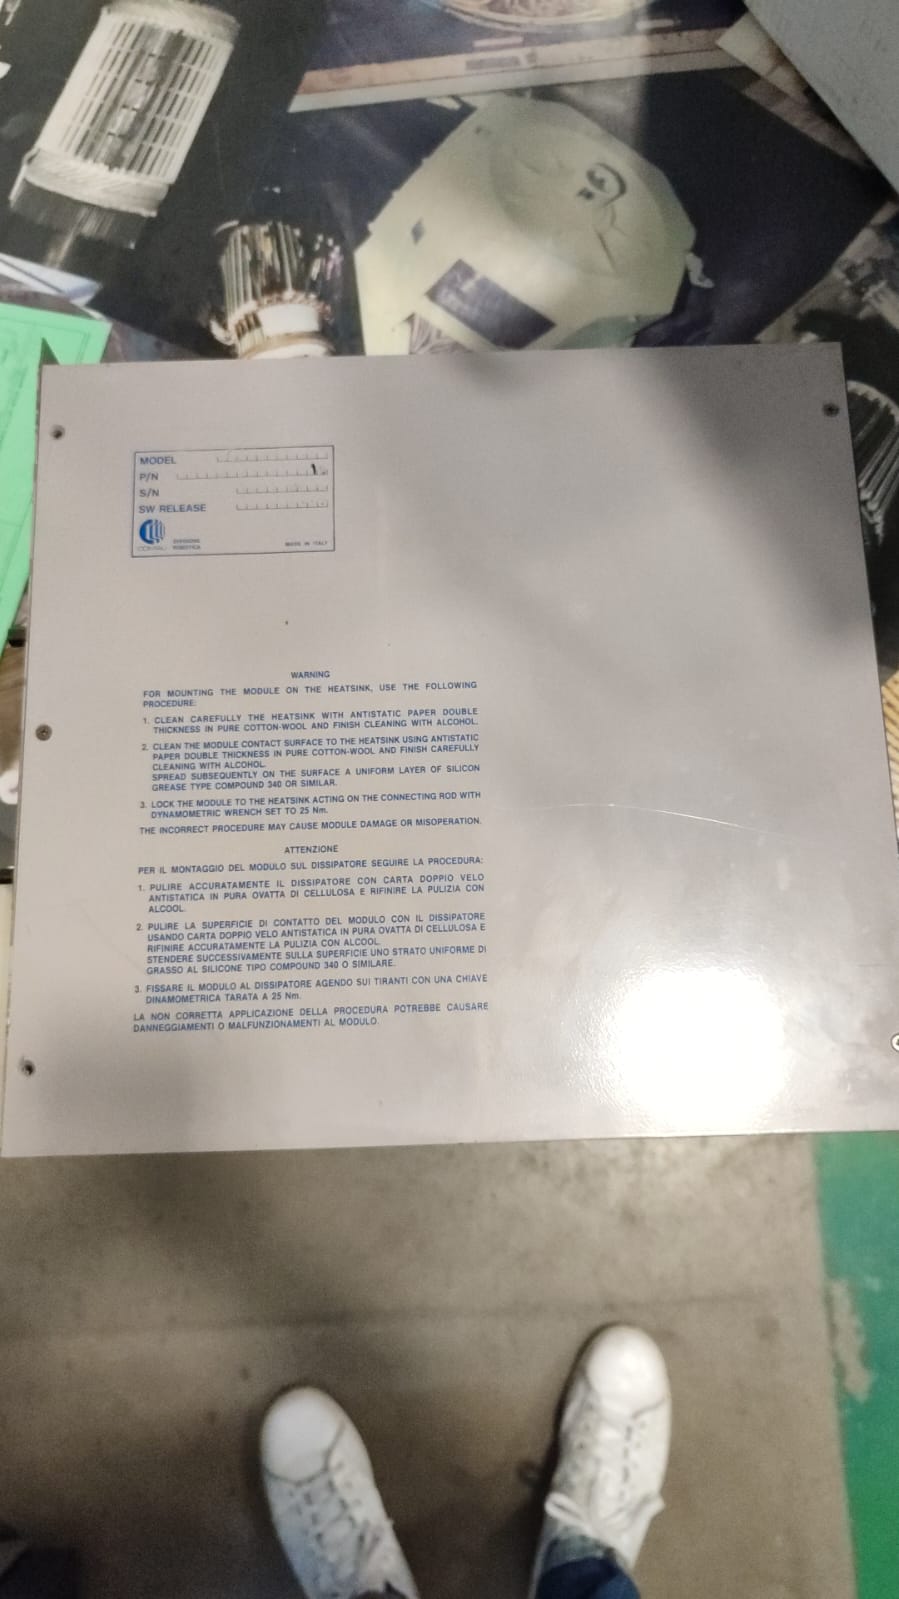 MODEL
P/N
S/N
SW RELEASE
COMAU
DIVISIONE
ROBOTICA
MADE IN ITALY
WARNING
FOR MOUNTING THE MODULE ON THE HEATSINK, USE THE FOLLOWING
PROCEDURE:
1. CLEAN CAREFULLY THE HEATSINK WITH ANTISTATIC PAPER DOUBLE
THICKNESS IN PURE COTTON-WOOL AND FINISH CLEANING WITH ALCOHOL.
2. CLEAN THE MODULE CONTACT SURFACE TO THE HEATSINK USING ANTISTATIC
PAPER DOUBLE THICKNESS IN PURE COTTON-WOOL AND FINISH CAREFULLY
CLEANING WITH ALCOHOL.
SPREAD SUBSEQUENTLY ON THE SURFACE A UNIFORM LAYER OF SILICON
GREASE TYPE COMPOUND 340 OR SIMILAR.
3. LOCK THE MODULE TO THE HEATSINK ACTING ON THE CONNECTING ROD WITH
DYNAMOMETRIC WRENCH SET TO 25 Nm.
THE INCORRECT PROCEDURE MAY CAUSE MODULE DAMAGE OR MISOPERATION.
ATTENZIONE
PER IL MONTAGGIO DEL MODULO SUL DISSIPATORE SEGUIRE LA PROCEDURA:
1. PULIRE ACCURATAMENTE IL DISSIPATORE CON CARTA DOPPIO VELO
ANTISTATICA IN PURA OVATTA DI CELLULOSA E RIFINIRE LA PULIZIA CON
ALCOOL.
2. PULIRE LA SUPERFICIE DI CONTATTO DEL MODULO CON IL DISSIPATORE
USANDO CARTA DOPPIO VELO ANTISTATICA IN PURA OVATTA DI CELLULOSA E
RIFINIRE ACCURATAMENTE LA PULIZIA CON ALCOOL.
STENDERE SUCCESSIVAMENTE SULLA SUPERFICIE UNO STRATO UNIFORME DI
GRASSO AL SILICONE TIPO COMPOUND 340 O SIMILARE.
3. FISSARE IL MODULO AL DISSIPATORE AGENDO SUI TIRANTI CON UNA CHIAVE
DINAMOMETRICA TARATA A 25 Nm.
LA NON CORRETTA APPLICAZIONE DELLA PROCEDURA POTREBBE CAUSARE
DANNEGGIAMENTI O MALFUNZIONAMENTI AL MODULO.